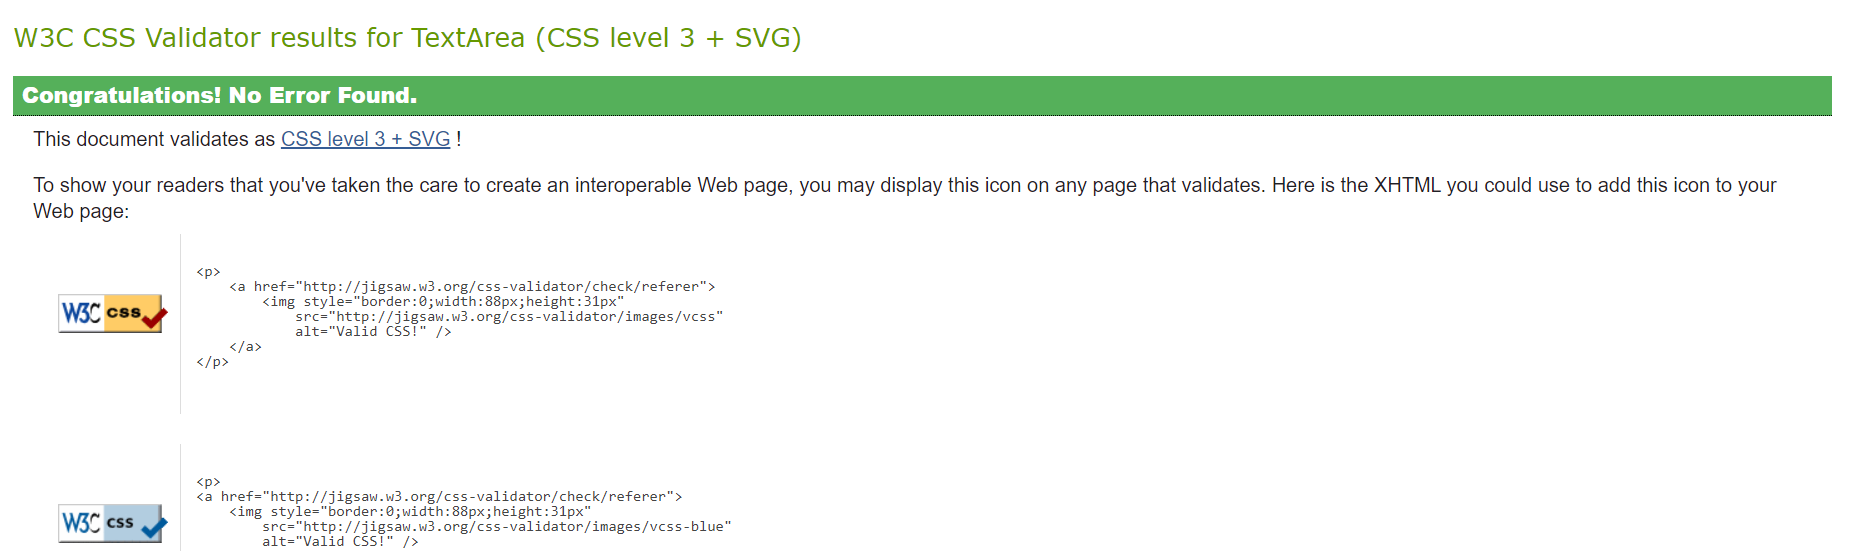 W3C CSS Validator results for TextArea (CSS level 3 + SVG)
Congratulations! No Error Found.
This document validates as CSS level 3 + SVG !
To show your readers that you've taken the care to create an interoperable Web page, you may display this icon on any page that validates. Here is the XHTML you could use to add this icon to your
Web page:
W3C css
<p>
    <a href="http://jigsaw.w3.org/css-validator/check/referer">
        <img style="border:0;width:88px;height:31px"
            src="http://jigsaw.w3.org/css-validator/images/vcss"
            alt="Valid CSS!" />
    </a>
</p>
W3C css
<p>
<a href="http://jigsaw.w3.org/css-validator/check/referer">
    <img style="border:0;width:88px;height:31px"
        src="http://jigsaw.w3.org/css-validator/images/vcss-blue"
        alt="Valid CSS!" />